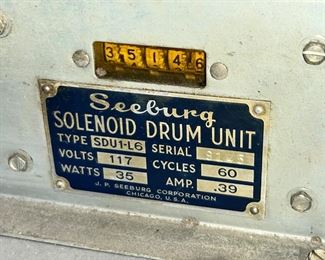 35146
Seeburg
SOLENOID DRUM UNIT
TYPE SDU1-L6 SERIAL
VOLTS 117 CYCLES 60
WATTS 35 AMP. .39
J. P. SEEBURG CORPORATION
CHICAGO, U.S.A.